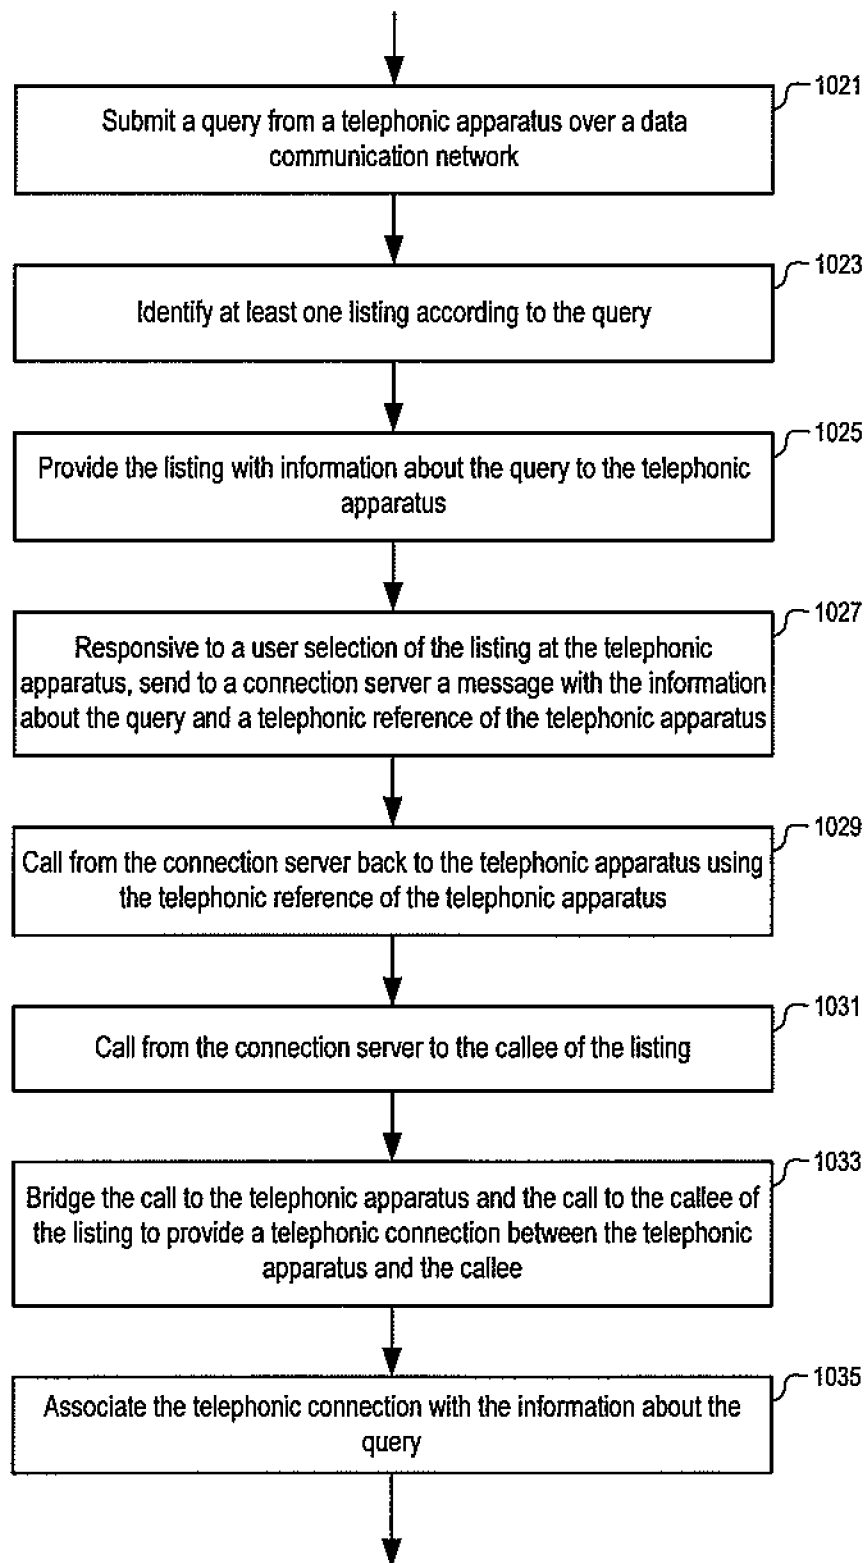 1021
Submit a query from a telephonic apparatus over a data
communication network
1023
Identify at least one listing according to the query
1025
Provide the listing with information about the query to the telephonic
apparatus
1027
Responsive to a user selection of the listing at the telephonic
apparatus, send to a connection server a message with the information
about the query and a telephonic reference of the telephonic apparatus
1029
Call from the connection server back to the telephonic apparatus using
the telephonic reference of the telephonic apparatus
1031
Call from the connection server to the callee of the listing
1033
Bridge the call to the telephonic apparatus and the call to the callee of
the listing to provide a telephonic connection between the telephonic
apparatus and the callee
1035
Associate the telephonic connection with the information about the
query